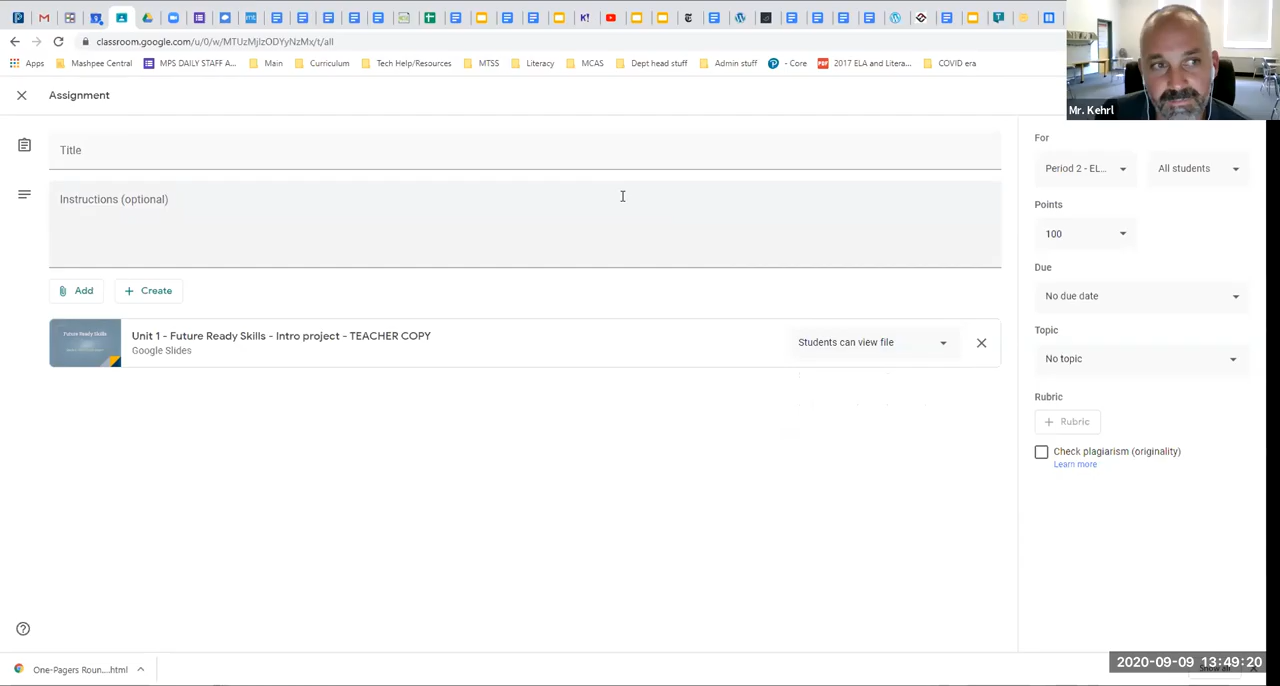 classroom.google.com/u/0/w/MTUzMjIzODYyNzMx/t/all
Apps
Mashpee Central
MPS DAILY STAFF A...
Main
Curriculum
Tech Help/Resources
MTSS
Literacy
MCAS
Dept head stuff
Admin stuff
- Core
2017 ELA and Litera...
COVID era
Mr. Kehrl
Assignment
Title
Instructions (optional)
Add
Create
Future Ready Skills
Unit 1 - Future Ready Skills - Intro project - TEACHER COPY
Google Slides
Students can view file
For
Period 2 - EL...
All students
Points
100
Due
No due date
Topic
No topic
Rubric
Rubric
Check plagiarism (originality)
Learn more
One-Pagers Roun....html
2020-09-09 13:49:20
Show all